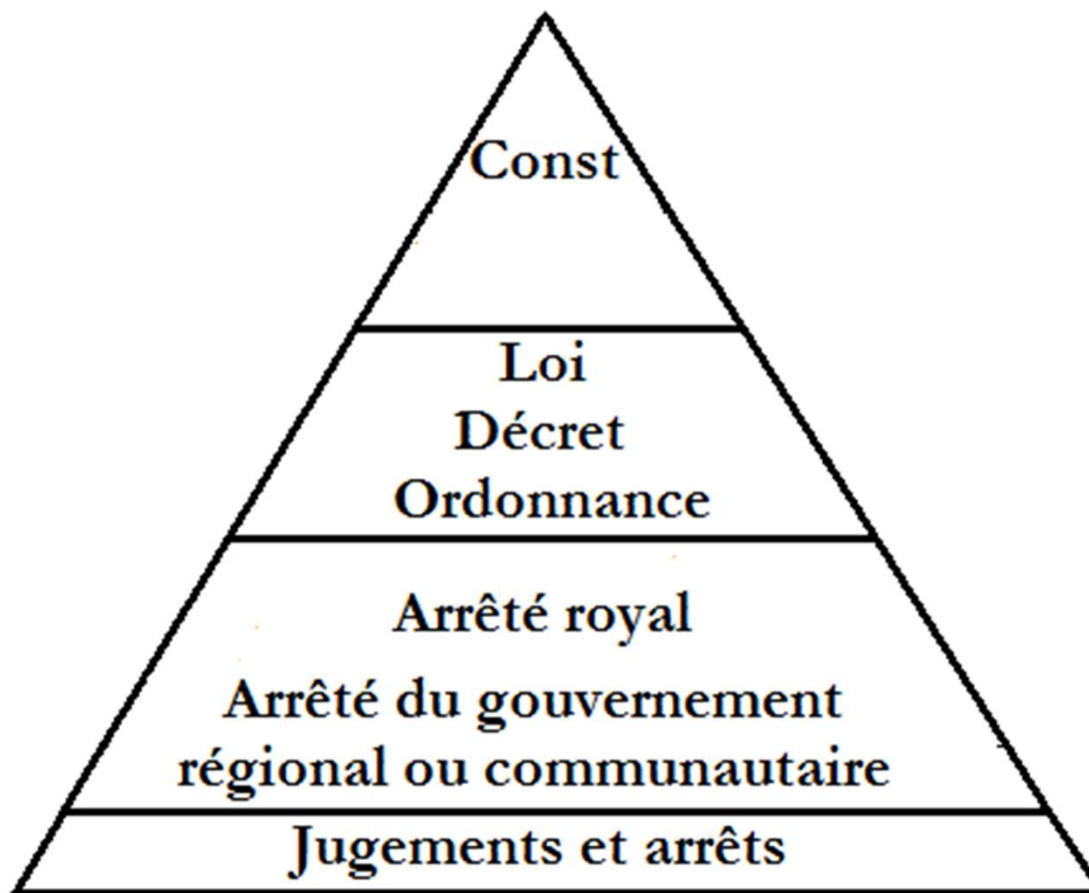 Const
Loi
Décret
Ordonnance
Arrêté royal
Arrêté du gouvernement
régional ou communautaire
Jugements et arrêts